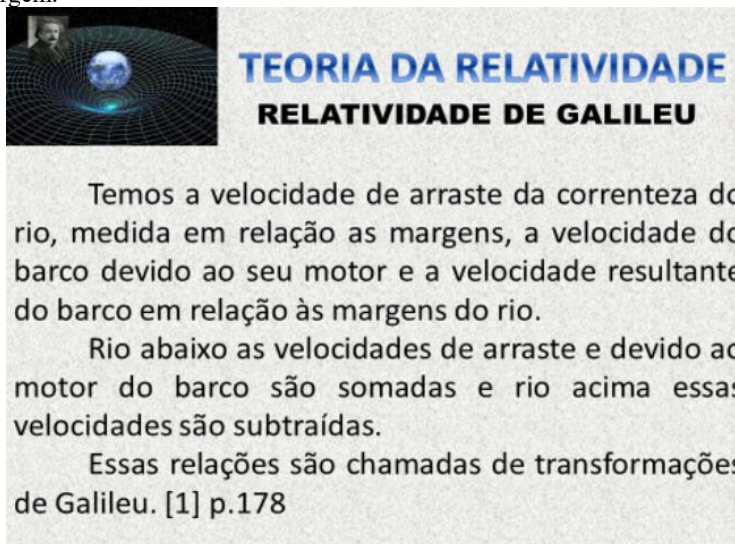 rgem.
TEORIA DA RELATIVIDADE
RELATIVIDADE DE GALILEU
Temos a velocidade de arraste da correnteza do
rio, medida em relação as margens, a velocidade do
barco devido ao seu motor e a velocidade resultante
do barco em relação às margens do rio.
Rio abaixo as velocidades de arraste e devido ao
motor do barco são somadas e rio acima essas
velocidades são subtraídas.
Essas relações são chamadas de transformações
de Galileu. [1] p.178